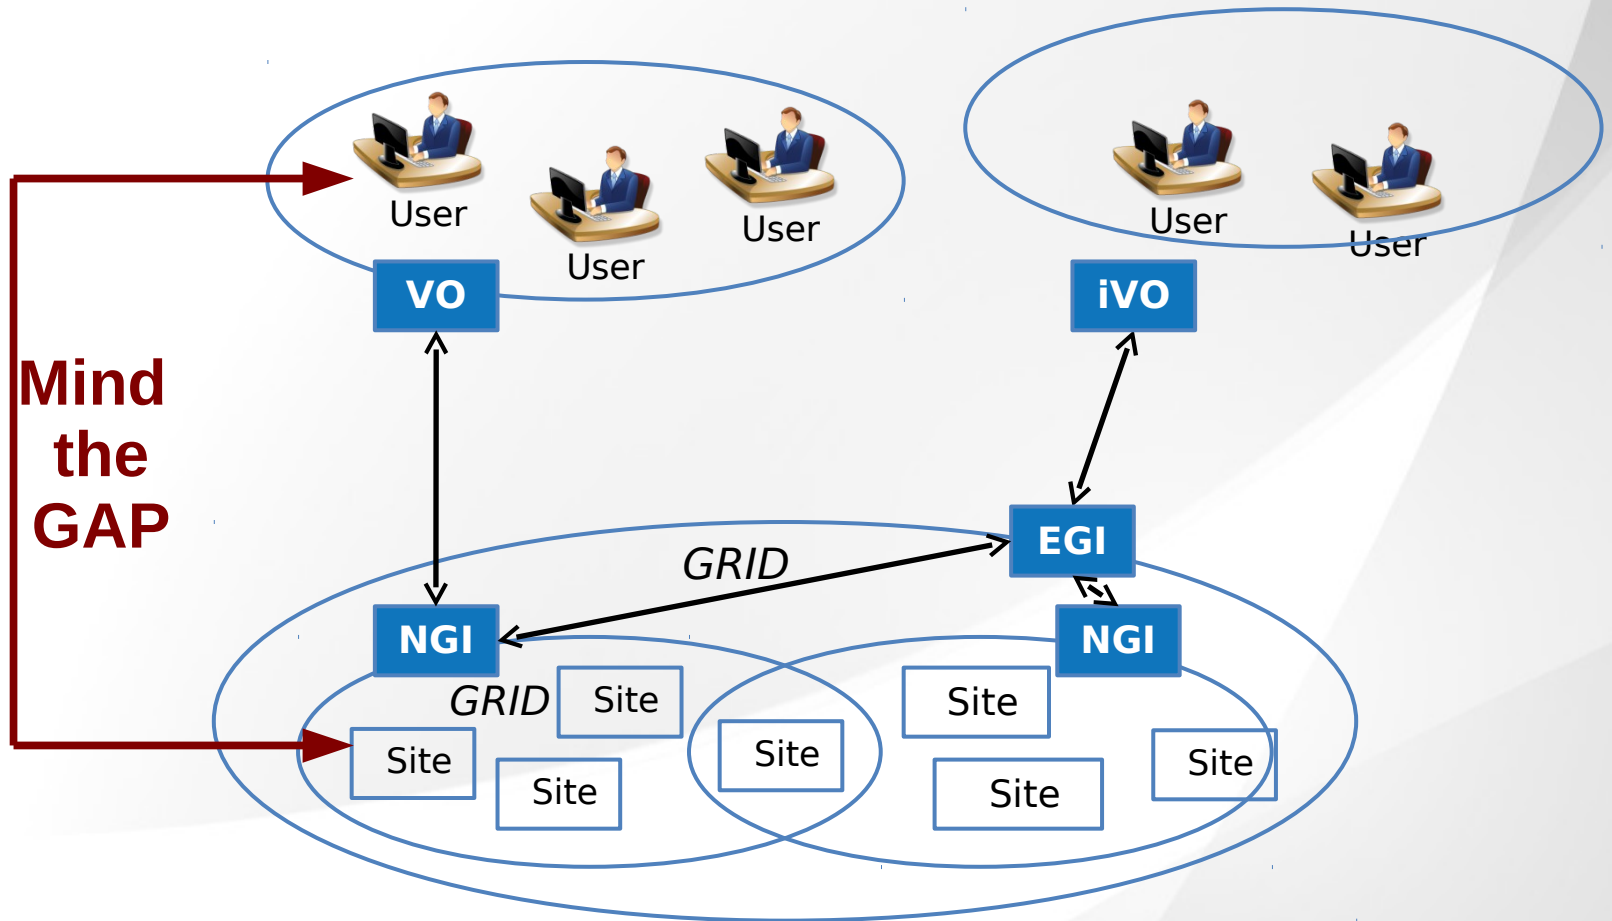 User
User
User
User
User
VO
iVO
Mind
the
GAP
EGI
GRID
NGI
NGI
GRID
Site
Site
Site
Site
Site
Site
Site